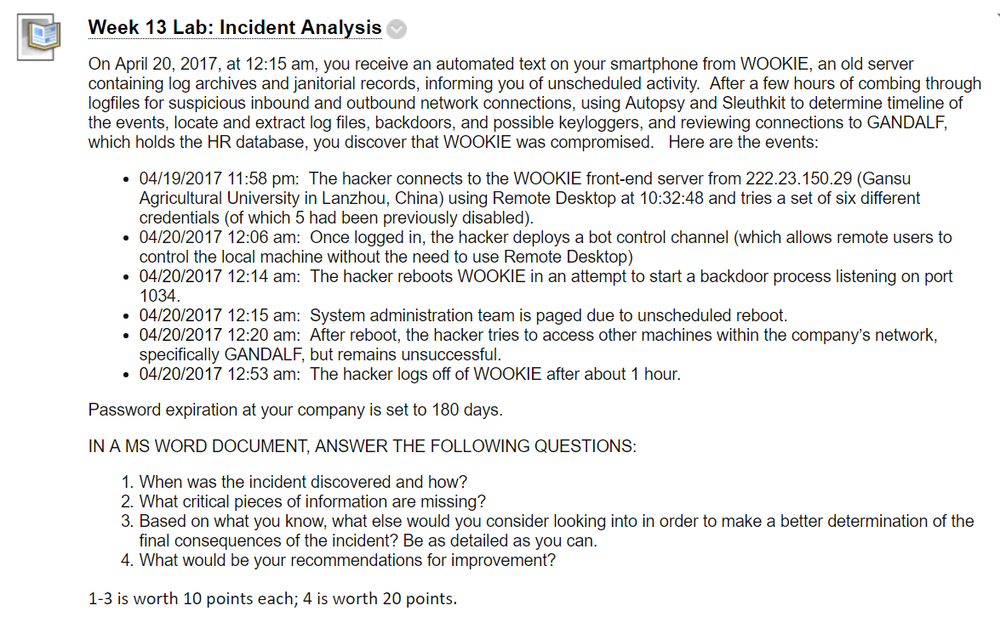 Week 13 Lab: Incident Analysis
On April 20, 2017, at 12:15 am, you receive an automated text on your smartphone from WOOKIE, an old server
containing log archives and janitorial records, informing you of unscheduled activity.  After a few hours of combing through
logfiles for suspicious inbound and outbound network connections, using Autopsy and Sleuthkit to determine timeline of
the events, locate and extract log files, backdoors, and possible keyloggers, and reviewing connections to GANDALF,
which holds the HR database, you discover that WOOKIE was compromised.   Here are the events:
• 04/19/2017 11:58 pm:  The hacker connects to the WOOKIE front-end server from 222.23.150.29 (Gansu
Agricultural University in Lanzhou, China) using Remote Desktop at 10:32:48 and tries a set of six different
credentials (of which 5 had been previously disabled).
• 04/20/2017 12:06 am:  Once logged in, the hacker deploys a bot control channel (which allows remote users to
control the local machine without the need to use Remote Desktop)
• 04/20/2017 12:14 am:  The hacker reboots WOOKIE in an attempt to start a backdoor process listening on port
1034.
• 04/20/2017 12:15 am:  System administration team is paged due to unscheduled reboot.
• 04/20/2017 12:20 am:  After reboot, the hacker tries to access other machines within the company's network,
specifically GANDALF, but remains unsuccessful.
• 04/20/2017 12:53 am:  The hacker logs off of WOOKIE after about 1 hour.
Password expiration at your company is set to 180 days.
IN A MS WORD DOCUMENT, ANSWER THE FOLLOWING QUESTIONS:
1. When was the incident discovered and how?
2. What critical pieces of information are missing?
3. Based on what you know, what else would you consider looking into in order to make a better determination of the
final consequences of the incident? Be as detailed as you can.
4. What would be your recommendations for improvement?
1-3 is worth 10 points each; 4 is worth 20 points.